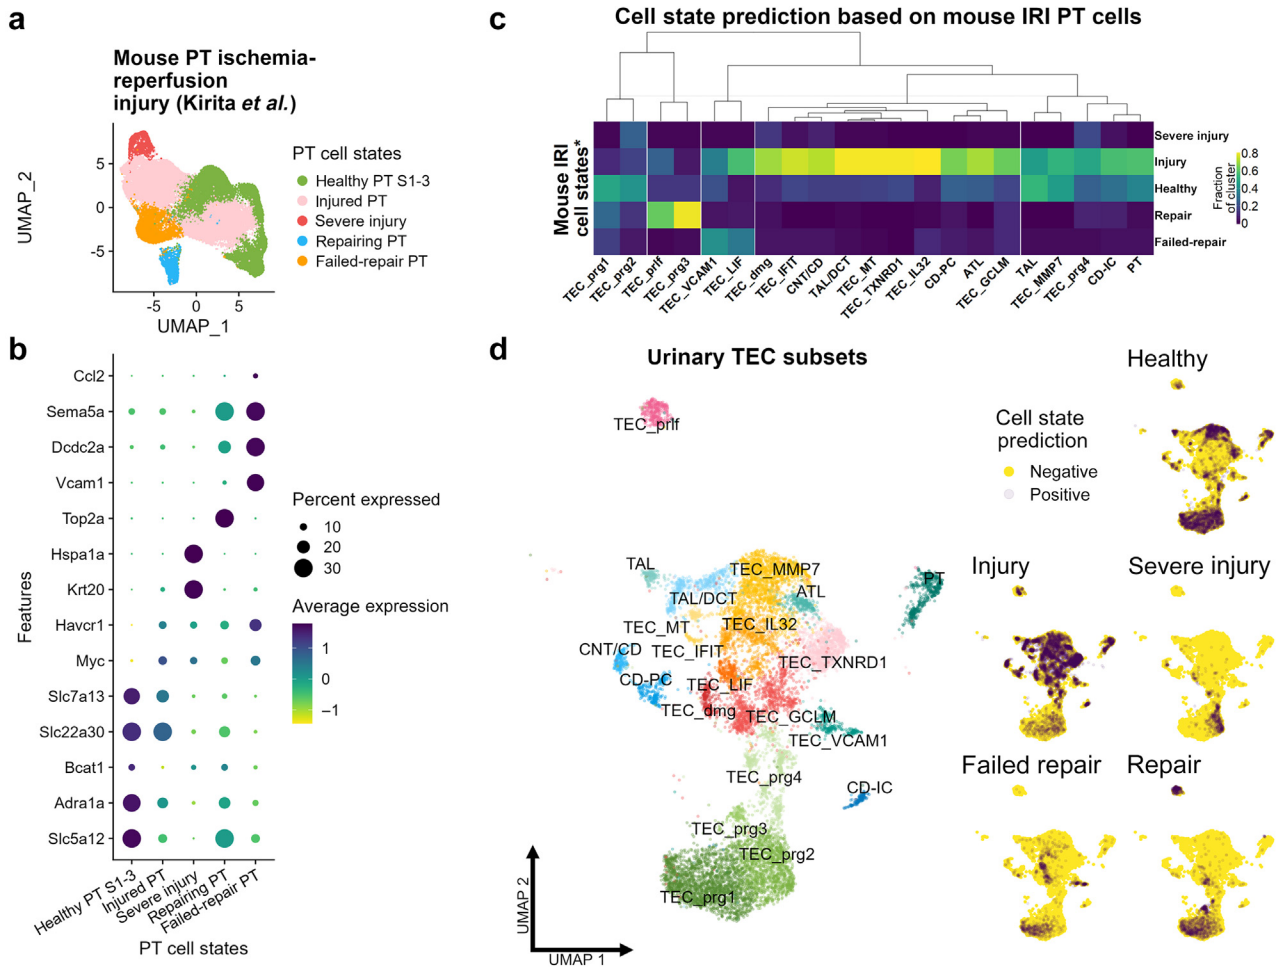 a
Mouse PT ischemia-
reperfusion
injury (Kirita et al.)
UMAP_2
5
0
-5
-5
0
5
UMAP_1
PT cell states
Healthy PT S1-3
Injured PT
Severe injury
Repairing PT
Failed-repair PT
b
Features
Ccl2
Sema5a
Dcdc2a
Vcam1
Top2a
Hspa1a
Krt20
Havcr1
Myc
Slc7a13
Slc22a30
Bcat1
Adra1a
Slc5a12
Healthy PT S1-3
Injured PT
Severe injury
Repairing PT
Failed-repair PT
PT cell states
Percent expressed
10
20
30
Average expression
1
0
−1
c
Cell state prediction based on mouse IRI PT cells
Mouse IRI
cell states*
Severe injury
Injury
Healthy
Repair
Failed-repair
Fraction
of cluster
0.8
0.6
0.4
0.2
0
TEC_prg1
TEC_prg2
TEC_prlf
TEC_prg3
TEC_VCAM1
TEC_LIF
TEC_dmg
TEC_IFIT
CNT/CD
TAL/DCT
TEC_MT
TEC_TXNRD1
TEC_IL32
CD-PC
ATL
TEC_GCLM
TAL
TEC_MMP7
TEC_prg4
CD-IC
PT
d
Urinary TEC subsets
TEC_prlf
TAL
TEC_MMP7
PT
TAL/DCT
ATL
TEC_MT
TEC_IL32
CNT/CD
TEC_IFIT
TEC_TXNRD1
CD-PC
TEC_LIF
TEC_dmg
TEC_GCLM
TEC_VCAM1
TEC_prg4
CD-IC
TEC_prg3
TEC_prg2
TEC_prg1
UMAP 2
UMAP 1
Cell state
prediction
Negative
Positive
Healthy
Injury
Severe injury
Failed repair
Repair